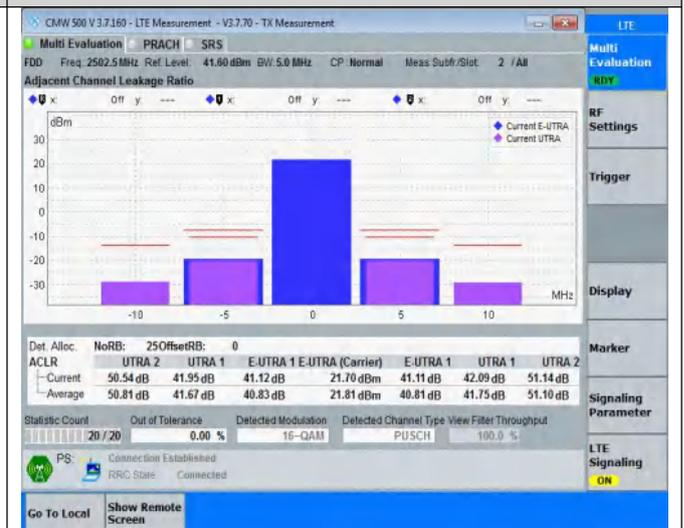 CMW 500 V 3.7.160 - LTE Measurement - V3.7.70 - TX Measurement
LTE
Multi Evaluation PRACH SRS
Multi Evaluation
RDY
FDD Freq.: 2502.5 MHz Ref. Level: 41.60 dBm BW: 5.0 MHz CP: Normal Meas Subfr./Slot: 2 / All
Adjacent Channel Leakage Ratio
x: Off y: --- x: Off y: --- x: Off y: ---
RF Settings
dBm
Current E-UTRA
Current UTRA
30
20
10
0
-10
-20
-30
MHz
-10 -5 0 5 10
Trigger
Display
Det. Alloc. NoRB: 25 OffsetRB: 0
ACLR UTRA 2 UTRA 1 E-UTRA 1 E-UTRA (Carrier) E-UTRA 1 UTRA 1 UTRA 2
Current 50.54 dB 41.95 dB 41.12 dB 21.70 dBm 41.11 dB 42.09 dB 51.14 dB
Average 50.81 dB 41.67 dB 40.83 dB 21.81 dBm 40.81 dB 41.75 dB 51.10 dB
Marker
Statistic Count Out of Tolerance Detected Modulation Detected Channel Type View Filter Throughput
20 / 20 0.00 % 16-QAM PUSCH 100.0 %
Signaling Parameter
PS: Connection Established
RRC State Connected
LTE Signaling
ON
Go To Local
Show Remote Screen